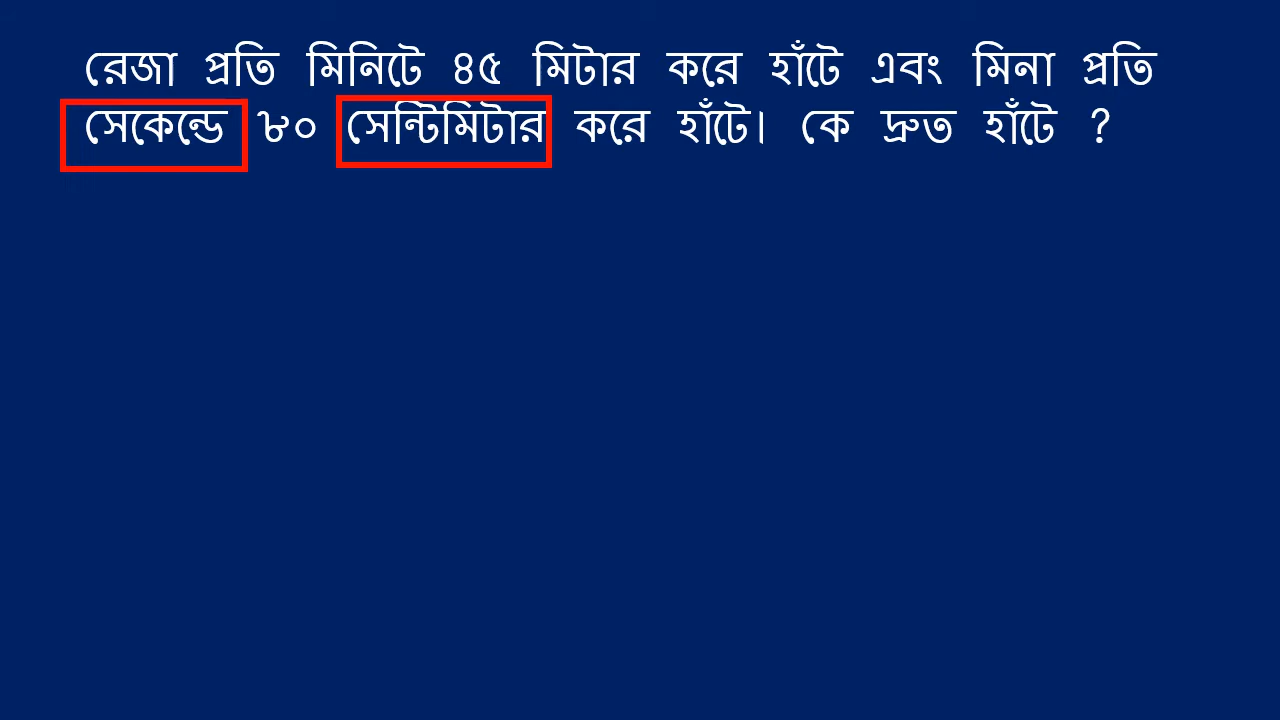 রেজা প্রতি মিনিটে ৪৫ মিটার করে হাঁটে এবং মিনা প্রতি
সেকেন্ডে ৮০ সেন্টিমিটার করে হাঁটে। কে দ্রুত হাঁটে ?